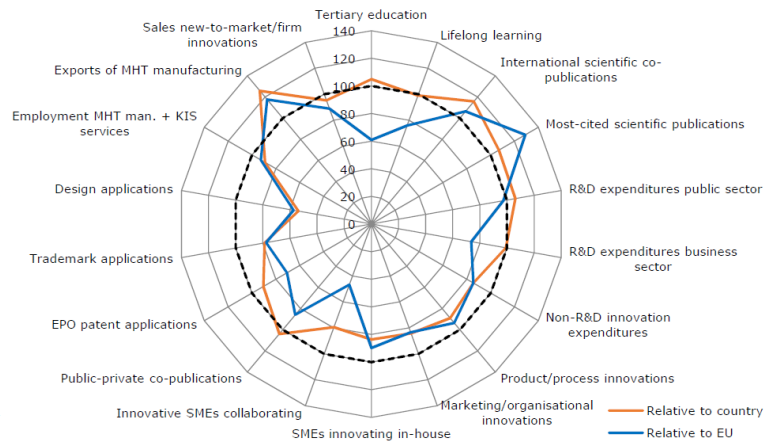 Tertiary education
Lifelong learning
International scientific co-
publications
Most-cited scientific publications
R&D expenditures public sector
R&D expenditures business
sector
Non-R&D innovation
expenditures
Product/process innovations
Marketing/organisational
innovations
SMEs innovating in-house
Innovative SMEs collaborating
Public-private co-publications
EPO patent applications
Trademark applications
Design applications
Employment MHT man. + KIS
services
Exports of MHT manufacturing
Sales new-to-market/firm
innovations
140
120
100
80
60
40
20
0
Relative to country
Relative to EU